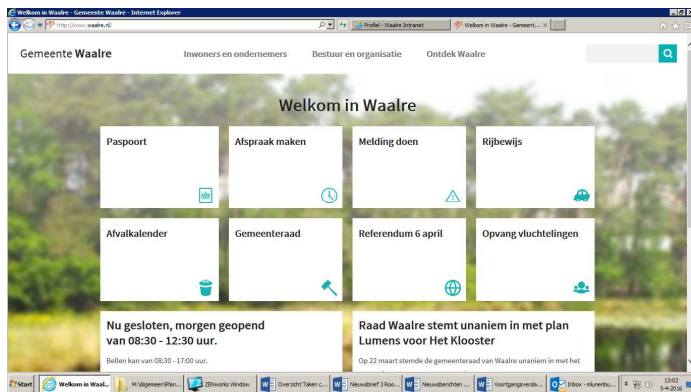 Welkom in Waalre - Gemeente Waalre - Internet Explorer
http://www.waalre.nl/
Profiel - Waalre Intranet
Welkom in Waalre - Gemeent...
Gemeente Waalre
Inwoners en ondernemers
Bestuur en organisatie
Ontdek Waalre
Welkom in Waalre
Paspoort
Afspraak maken
Melding doen
Rijbewijs
Afvalkalender
Gemeenteraad
Referendum 6 april
Opvang vluchtelingen
Nu gesloten, morgen geopend
van 08:30 - 12:30 uur.
Bellen kan van 08:30 - 17:00 uur.
Raad Waalre stemt unaniem in met plan
Lumens voor Het Klooster
Op 22 maart stemde de gemeenteraad van Waalre unaniem in met het
Start
Welkom in Waal...
M:\Algemeen\Plan...
ZENworks Window
Overzicht Taken c...
Nieuwsbrief 3 Roo...
Nieuwsberichten ...
Voortgangsversla...
Inbox - mlunenbu...
13:02
5-4-2016